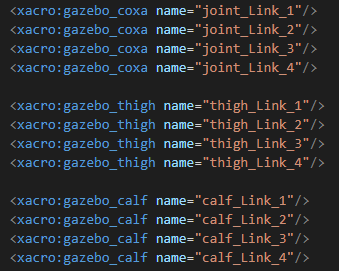 <xacro:gazebo_coxa name="joint_Link_1"/>
<xacro:gazebo_coxa name="joint_Link_2"/>
<xacro:gazebo_coxa name="joint_Link_3"/>
<xacro:gazebo_coxa name="joint_Link_4"/>
<xacro:gazebo_thigh name="thigh_Link_1"/>
<xacro:gazebo_thigh name="thigh_Link_2"/>
<xacro:gazebo_thigh name="thigh_Link_3"/>
<xacro:gazebo_thigh name="thigh_Link_4"/>
<xacro:gazebo_calf name="calf_Link_1"/>
<xacro:gazebo_calf name="calf_Link_2"/>
<xacro:gazebo_calf name="calf_Link_3"/>
<xacro:gazebo_calf name="calf_Link_4"/>